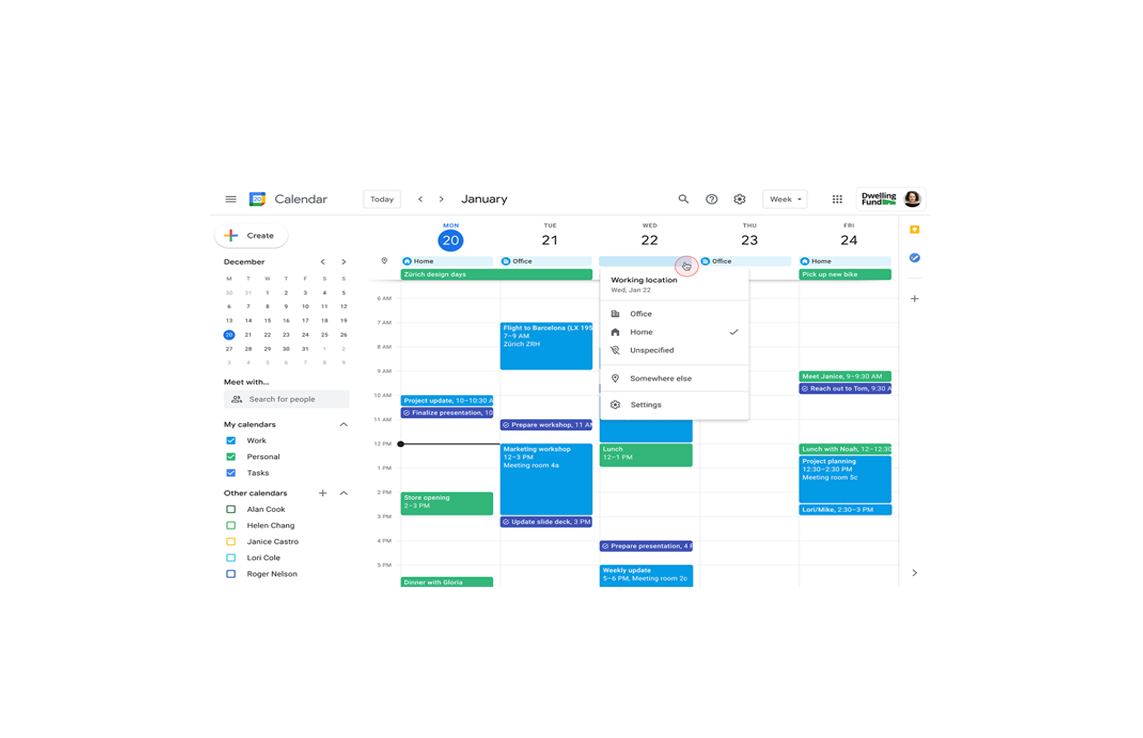 20
Calendar
Today
January
Week
Dwelling
Fund
Create
MON
20
TUE
21
WED
22
THU
23
FRI
24
December
M T W T F S S
30 31 1 2 3 4 5
6 7 8 9 10 11 12
13 14 15 16 17 18 19
20 21 22 23 24 25 26
27 28 29 30 31 1 2
3 4 5 6 7 8 9
Meet with...
Search for people
My calendars
Work
Personal
Tasks
Other calendars
Alan Cook
Helen Chang
Janice Castro
Lori Cole
Roger Nelson
Home
Office
Office
Home
Zürich design days
Pick up new bike
6 AM
7 AM
8 AM
9 AM
10 AM
11 AM
12 PM
1 PM
2 PM
3 PM
4 PM
5 PM
Project update, 10–10:30 A
Finalize presentation, 10
Store opening
2–3 PM
Dinner with Gloria
Flight to Barcelona (LX 195
7–9 AM
Zürich ZRH
Prepare workshop, 11 AM
Marketing workshop
12–3 PM
Meeting room 4a
Update slide deck, 3 PM
Working location
Wed, Jan 22
Office
Home
Unspecified
Somewhere else
Settings
Lunch
12–1 PM
Prepare presentation, 4 P
Weekly update
5–6 PM, Meeting room 2c
Meet Janice, 9–9:30 AM
Reach out to Tom, 9:30 A
Lunch with Noah, 12–12:30
Project planning
12:30–2:30 PM
Meeting room 5c
Lori/Mike, 2:30–3 PM